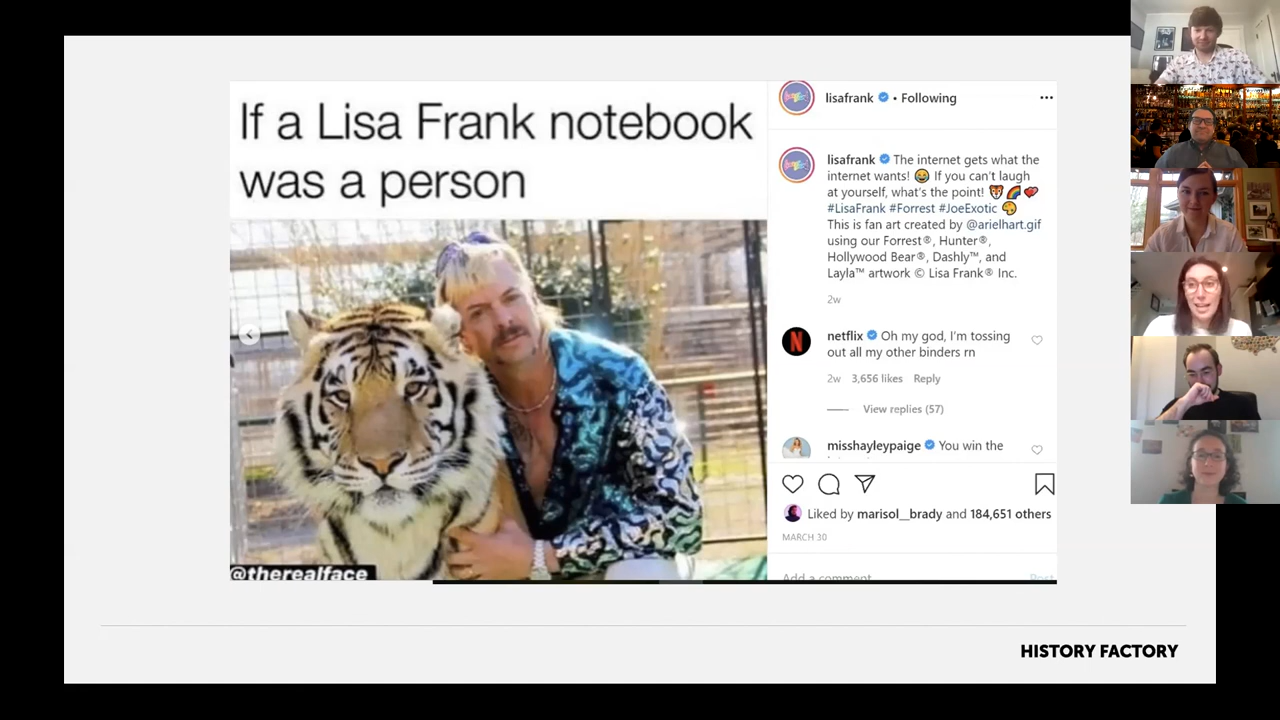 If a Lisa Frank notebook
was a person
@therealface
lisafrank • Following
lisafrank The internet gets what the
internet wants! 😂 If you can't laugh
at yourself, what's the point! 🐯🌈💖
#LisaFrank #Forrest #JoeExotic 🎨
This is fan art created by @arielhart.gif
using our Forrest®, Hunter®,
Hollywood Bear®, Dashly™, and
Layla™ artwork © Lisa Frank® Inc.
2w
netflix Oh my god, I'm tossing
out all my other binders rn
2w 3,656 likes Reply
View replies (57)
misshayleypaige You win the
Liked by marisol__brady and 184,651 others
MARCH 30
Add a comment
Post
HISTORY FACTORY